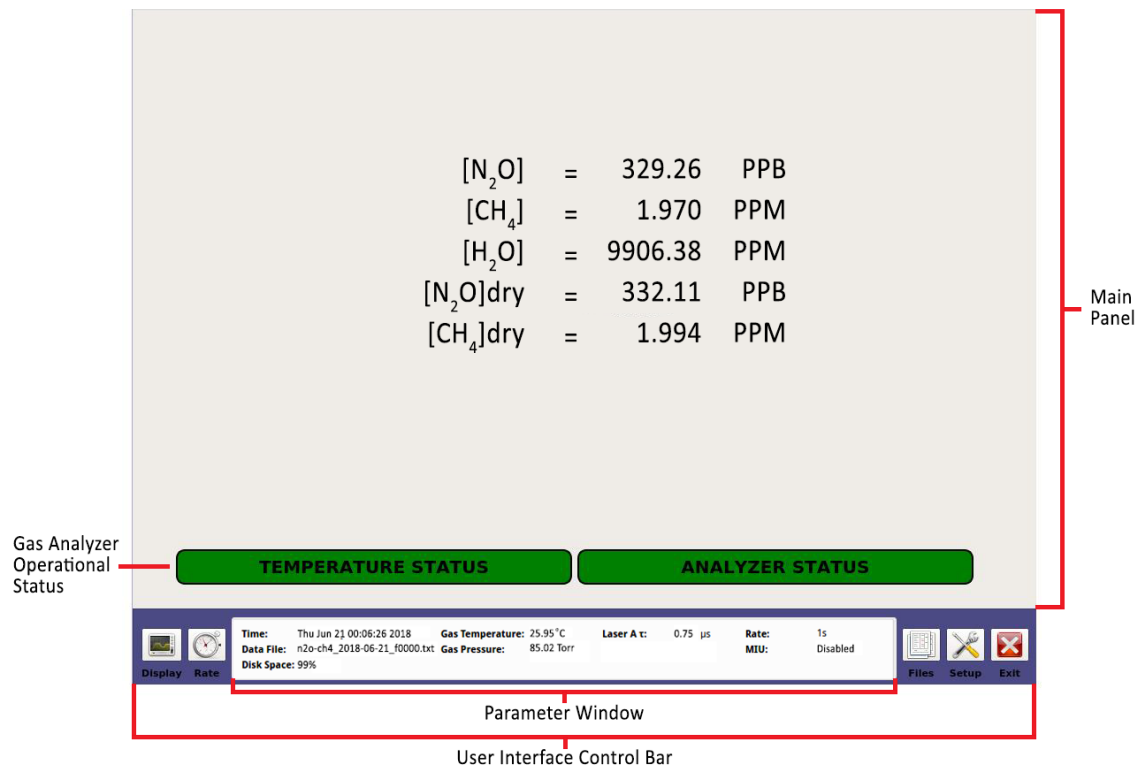 [N₂O] = 329.26 PPB
[CH₄] = 1.970 PPM
[H₂O] = 9906.38 PPM
[N₂O]dry = 332.11 PPB
[CH₄]dry = 1.994 PPM
Main
Panel
Gas Analyzer
Operational
Status
TEMPERATURE STATUS ANALYZER STATUS
Time: Thu Jun 21 00:06:26 2018 Gas Temperature: 25.95°C Laser A τ: 0.75 μs Rate: 1s
Data File: n2o-ch4_2018-06-21_f0000.txt Gas Pressure: 85.02 Torr MIU: Disabled
Disk Space: 99%
Display Rate Files Setup Exit
Parameter Window
User Interface Control Bar